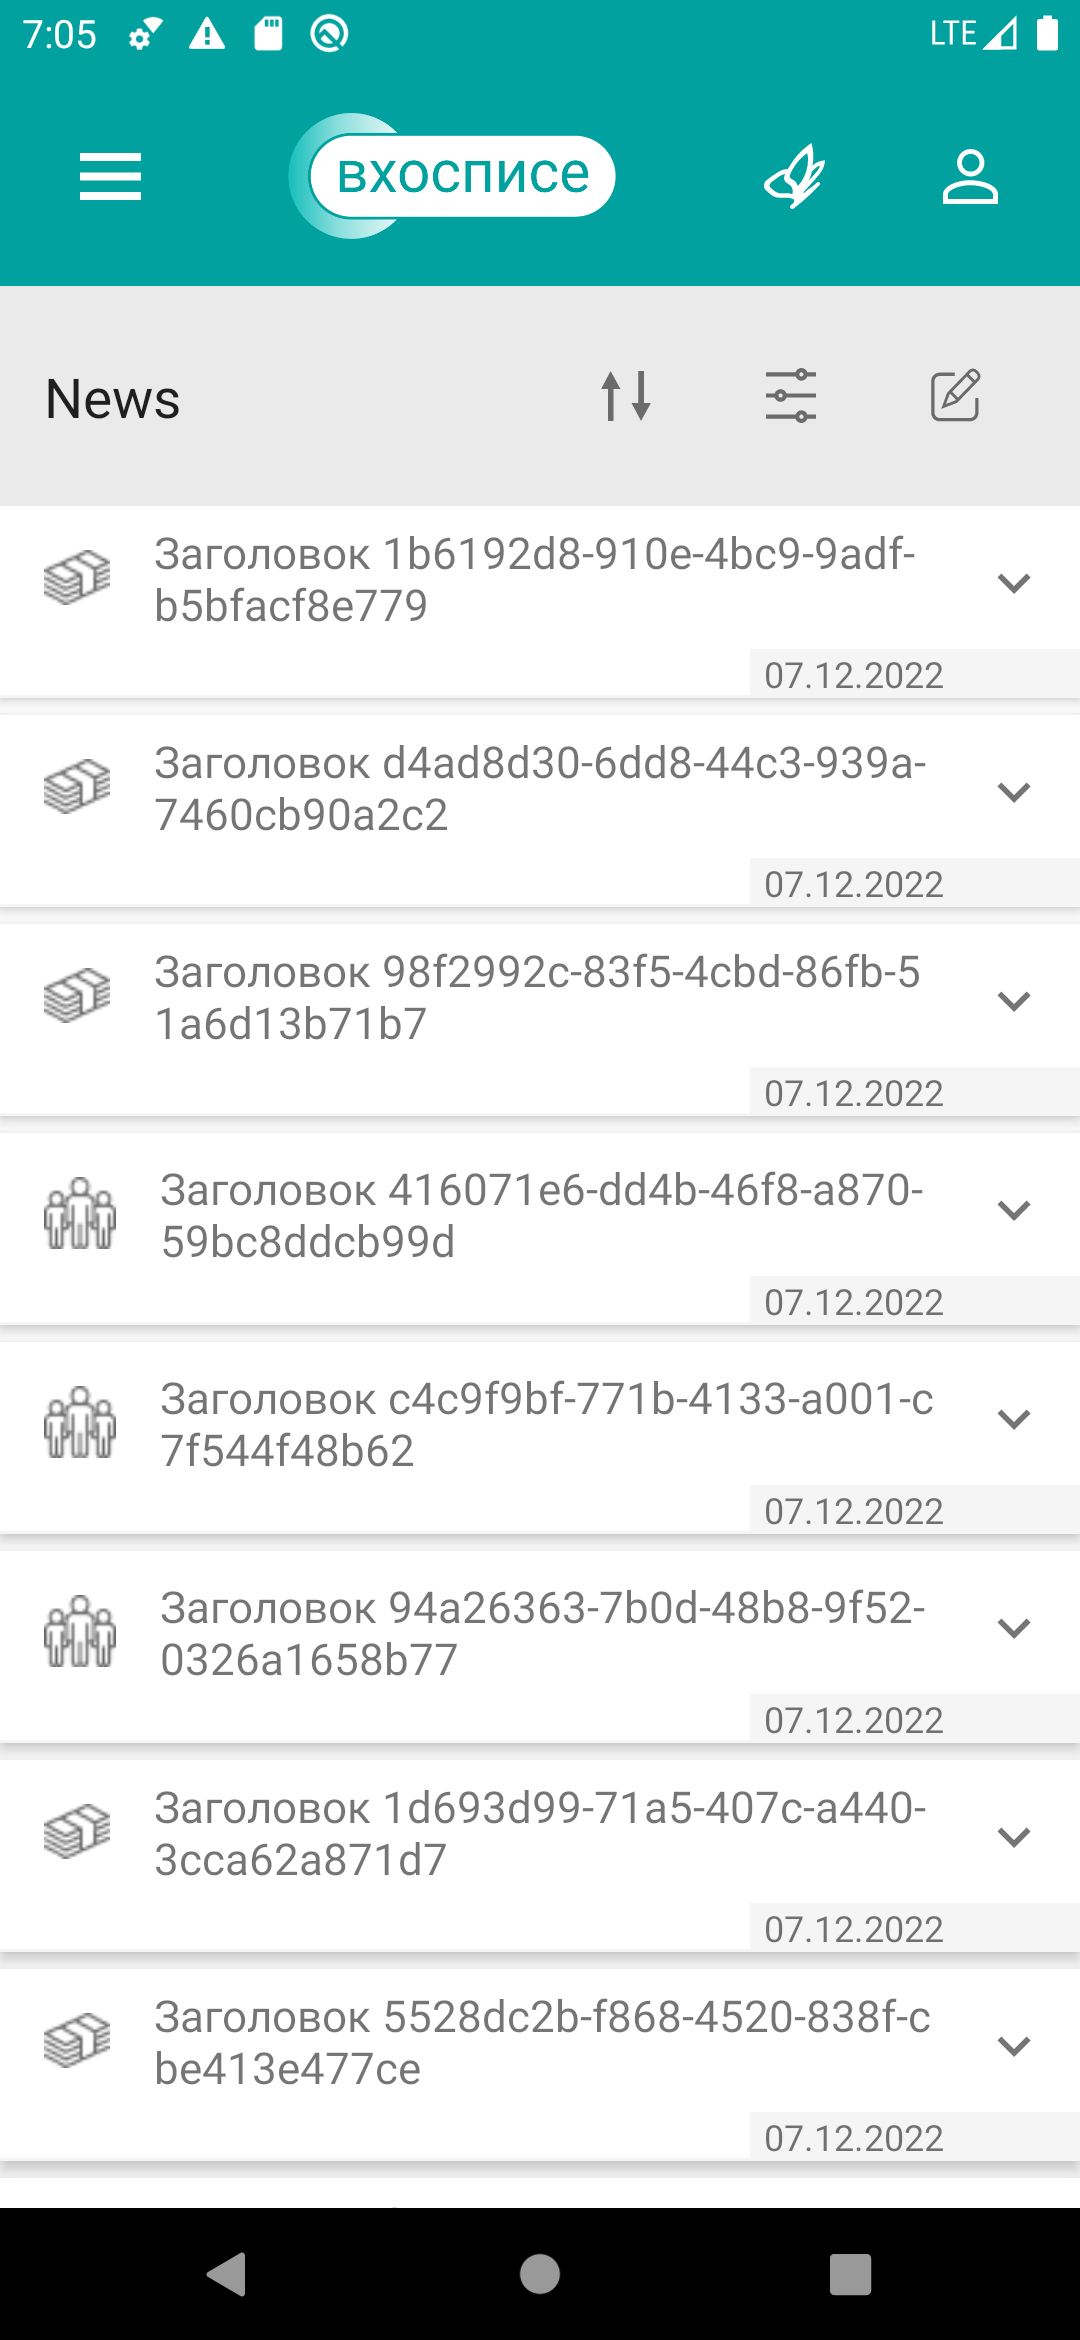 7:05
LTE
вхосписе
News
Заголовок 1b6192d8-910e-4bc9-9adf-
b5bfacf8e779
07.12.2022
Заголовок d4ad8d30-6dd8-44c3-939a-
7460cb90a2c2
07.12.2022
Заголовок 98f2992c-83f5-4cbd-86fb-5
1a6d13b71b7
07.12.2022
Заголовок 416071e6-dd4b-46f8-a870-
59bc8ddcb99d
07.12.2022
Заголовок c4c9f9bf-771b-4133-a001-c
7f544f48b62
07.12.2022
Заголовок 94a26363-7b0d-48b8-9f52-
0326a1658b77
07.12.2022
Заголовок 1d693d99-71a5-407c-a440-
3cca62a871d7
07.12.2022
Заголовок 5528dc2b-f868-4520-838f-c
be413e477ce
07.12.2022